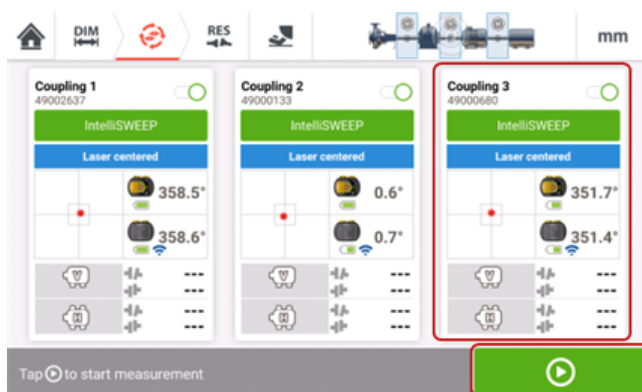 DIM
RES
mm
Coupling 1
49002637
IntelliSWEEP
Laser centered
358.5°
358.6°
V
---
---
H
---
---
Coupling 2
49000133
IntelliSWEEP
Laser centered
0.6°
0.7°
V
---
---
H
---
---
Coupling 3
49000680
IntelliSWEEP
Laser centered
351.7°
351.4°
V
---
---
H
---
---
Tap to start measurement